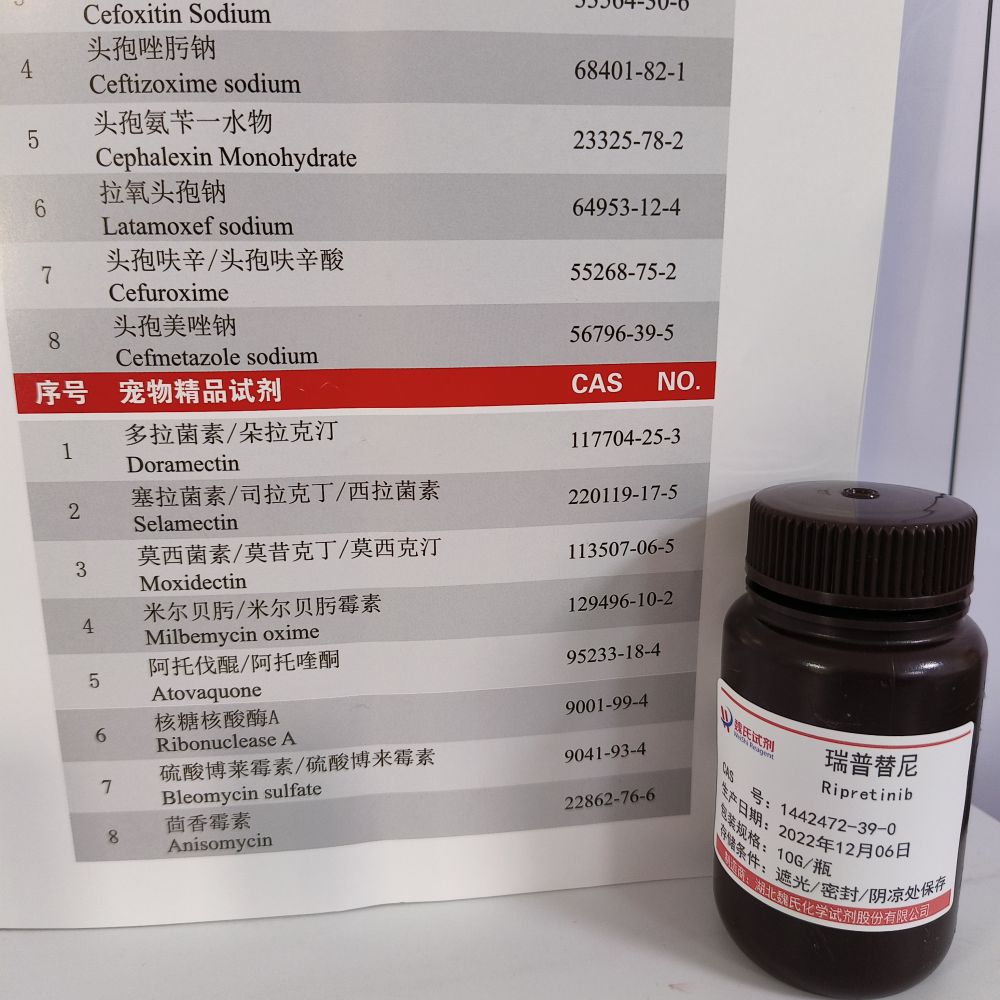 Cefoxitin Sodium
4
头孢唑肟钠
Ceftizoxime sodium
68401-82-1
5
头孢氨苄一水物
Cephalexin Monohydrate
23325-78-2
6
拉氧头孢钠
Latamoxef sodium
64953-12-4
7
头孢呋辛/头孢呋辛酸
Cefuroxime
55268-75-2
8
头孢美唑钠
Cefmetazole sodium
56796-39-5
序号 宠物精品试剂 CAS NO.
1
多拉菌素/朵拉克汀
Doramectin
117704-25-3
2
塞拉菌素/司拉克丁/西拉菌素
Selamectin
220119-17-5
3
莫西菌素/莫昔克丁/莫西克汀
Moxidectin
113507-06-5
4
米尔贝肟/米尔贝肟霉素
Milbemycin oxime
129496-10-2
5
阿托伐醌/阿托喹酮
Atovaquone
95233-18-4
6
核糖核酸酶A
Ribonuclease A
9001-99-4
7
硫酸博莱霉素/硫酸博来霉素
Bleomycin sulfate
9041-93-4
8
茴香霉素
Anisomycin
22862-76-6
魏氏试剂
WeiShi Reagent
瑞普替尼
Ripretinib
CAS 号：1442472-39-0
生产日期：2022年12月06日
包装规格：10G/瓶
存储条件：遮光/密封/阴凉处保存
湖北魏氏化学试剂股份有限公司